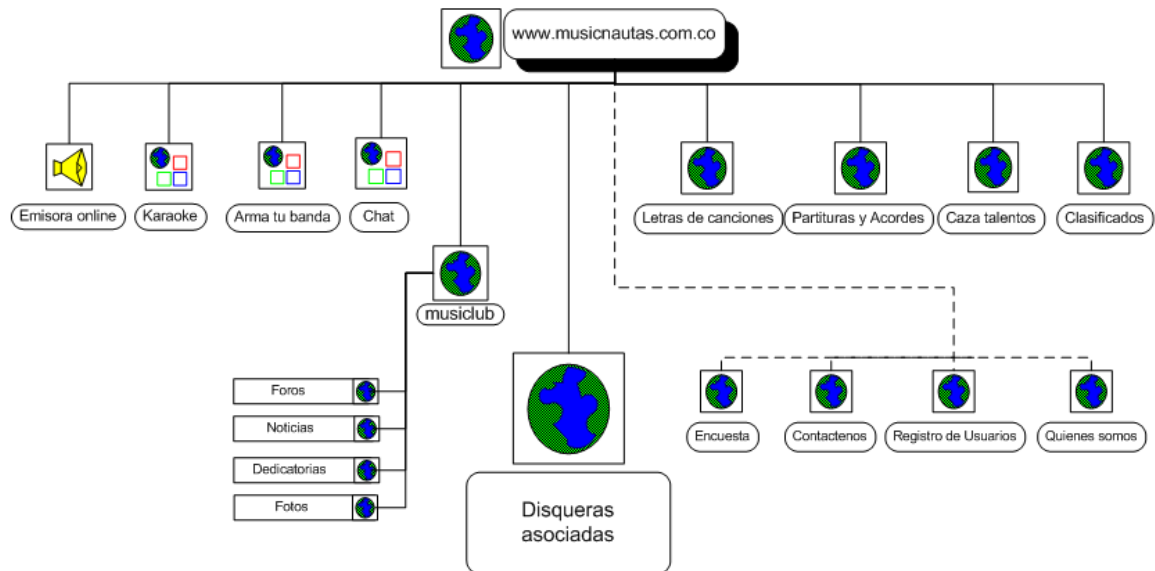 www.musicnautas.com.co
Emisora online
Karaoke
Arma tu banda
Chat
Letras de canciones
Partituras y Acordes
Caza talentos
Clasificados
musiclub
Foros
Noticias
Dedicatorias
Fotos
Disqueras
asociadas
Encuesta
Contactenos
Registro de Usuarios
Quienes somos